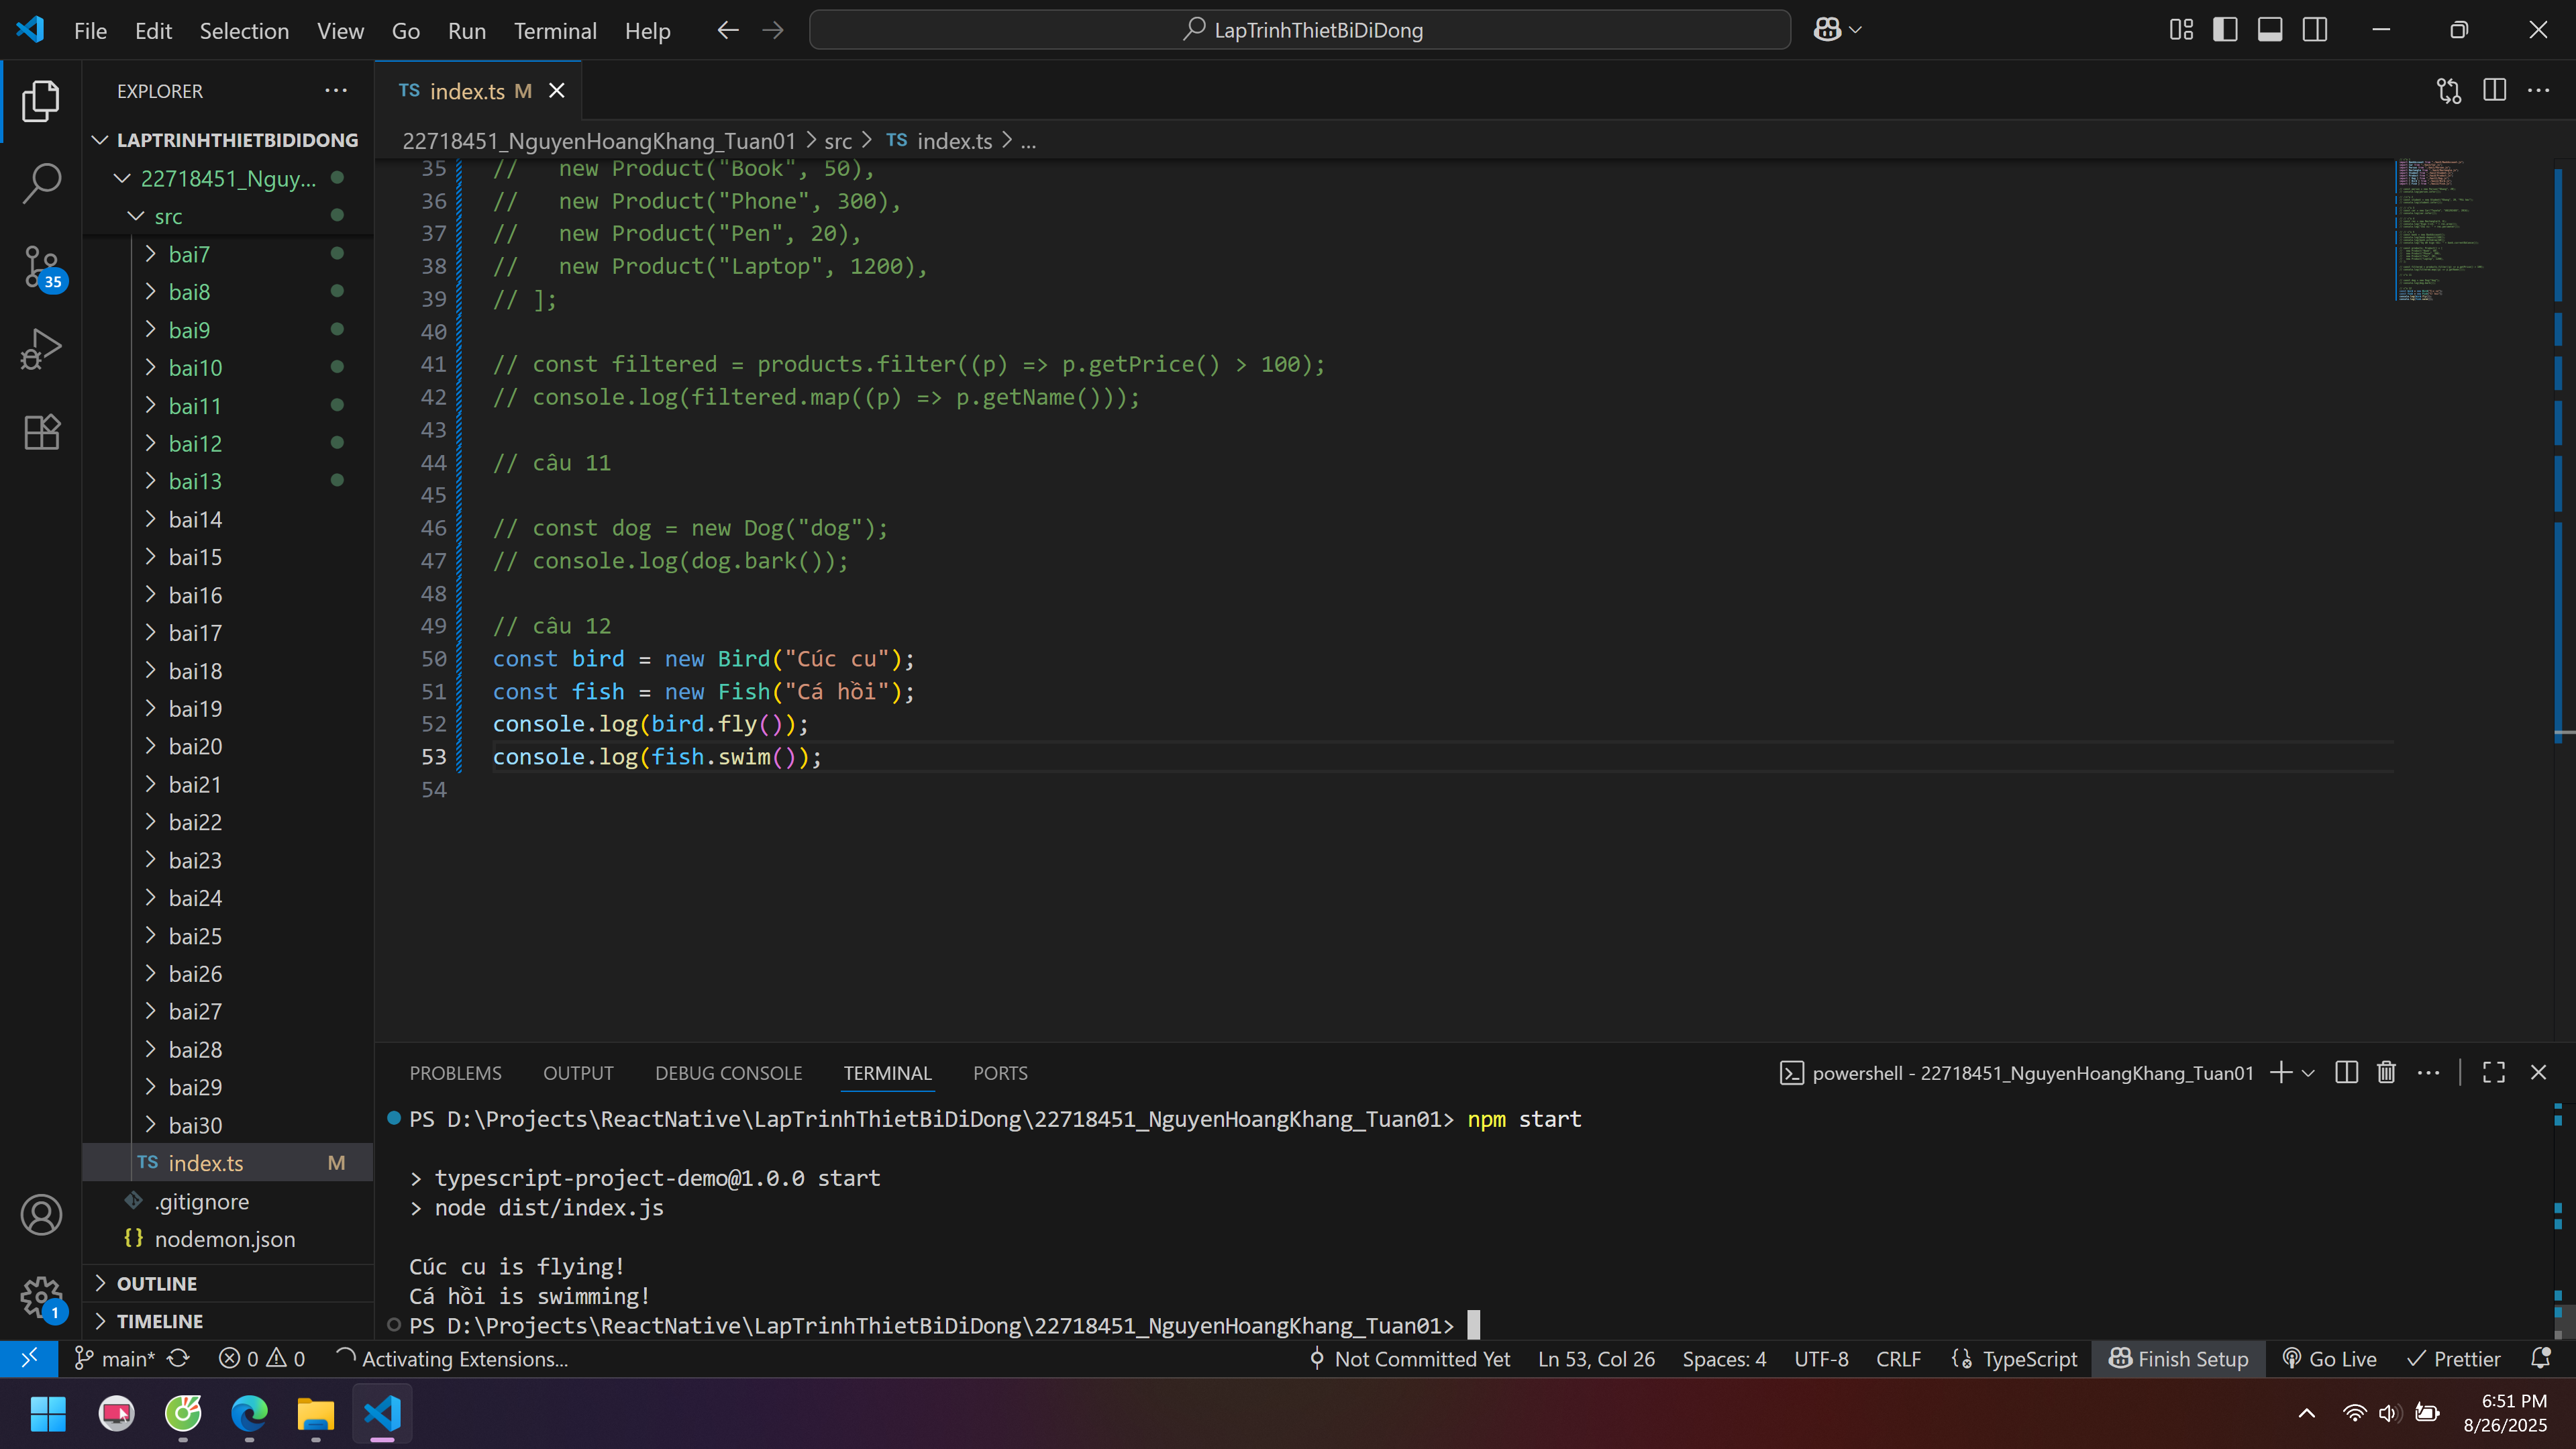 File Edit Selection View Go Run Terminal Help
LapTrinhThietBiDiDong
EXPLORER
LAPTRINHTHIETBIDIDONG
22718451_Nguy...
src
bai7
bai8
bai9
bai10
bai11
bai12
bai13
bai14
bai15
bai16
bai17
bai18
bai19
bai20
bai21
bai22
bai23
bai24
bai25
bai26
bai27
bai28
bai29
bai30
TS index.ts M
.gitignore
{} nodemon.json
OUTLINE
TIMELINE
35
1
TS index.ts M
22718451_NguyenHoangKhang_Tuan01 > src > TS index.ts > ...
35 //   new Product("Book", 50),
36 //   new Product("Phone", 300),
37 //   new Product("Pen", 20),
38 //   new Product("Laptop", 1200),
39 // ];
40
41 // const filtered = products.filter((p) => p.getPrice() > 100);
42 // console.log(filtered.map((p) => p.getName()));
43
44 // câu 11
45
46 // const dog = new Dog("dog");
47 // console.log(dog.bark());
48
49 // câu 12
50 const bird = new Bird("Cúc cu");
51 const fish = new Fish("Cá hồi");
52 console.log(bird.fly());
53 console.log(fish.swim());
54
PROBLEMS OUTPUT DEBUG CONSOLE TERMINAL PORTS
powershell - 22718451_NguyenHoangKhang_Tuan01
PS D:\Projects\ReactNative\LapTrinhThietBiDiDong\22718451_NguyenHoangKhang_Tuan01> npm start
> typescript-project-demo@1.0.0 start
> node dist/index.js
Cúc cu is flying!
Cá hồi is swimming!
PS D:\Projects\ReactNative\LapTrinhThietBiDiDong\22718451_NguyenHoangKhang_Tuan01>
main* 0 0 Activating Extensions... Not Committed Yet Ln 53, Col 26 Spaces: 4 UTF-8 CRLF {} TypeScript Finish Setup Go Live Prettier
6:51 PM
8/26/2025